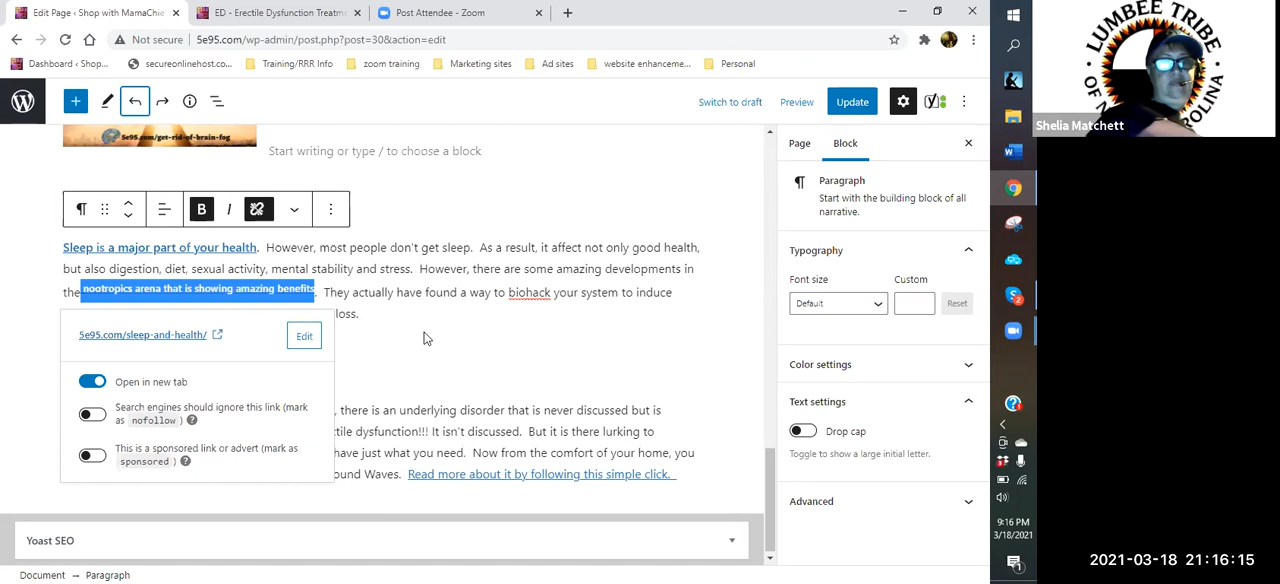 Edit Page ‹ Shop with MamaChie
ED - Erectile Dysfunction Treatm
Post Attendee - Zoom
Not secure | 5e95.com/wp-admin/post.php?post=30&action=edit
Dashboard ‹ Shop...
secureonlinehost.co...
Training/RRR Info
zoom training
Marketing sites
Ad sites
website enhanceme...
Personal
Switch to draft
Preview
Update
5e95.com/get-rid-of-brain-fog
Start writing or type / to choose a block
B
I
Sleep is a major part of your health. However, most people don't get sleep. As a result, it affect not only good health,
but also digestion, diet, sexual activity, mental stability and stress. However, there are some amazing developments in
the nootropics arena that is showing amazing benefits. They actually have found a way to biohack your system to induce
loss.
5e95.com/sleep-and-health/
Edit
Open in new tab
Search engines should ignore this link (mark
as nofollow )
This is a sponsored link or advert (mark as
sponsored )
, there is an underlying disorder that is never discussed but is
ctile dysfunction!!! It isn't discussed. But it is there lurking to
have just what you need. Now from the comfort of your home, you
ound Waves. Read more about it by following this simple click.
Yoast SEO
Document → Paragraph
Page
Block
Paragraph
Start with the building block of all
narrative.
Typography
Font size
Custom
Default
Reset
Color settings
Text settings
Drop cap
Toggle to show a large initial letter.
Advanced
9:16 PM
3/18/2021
LUMBEE TRIBE
OF N CAROLINA
Shelia Matchett
2021-03-18 21:16:15